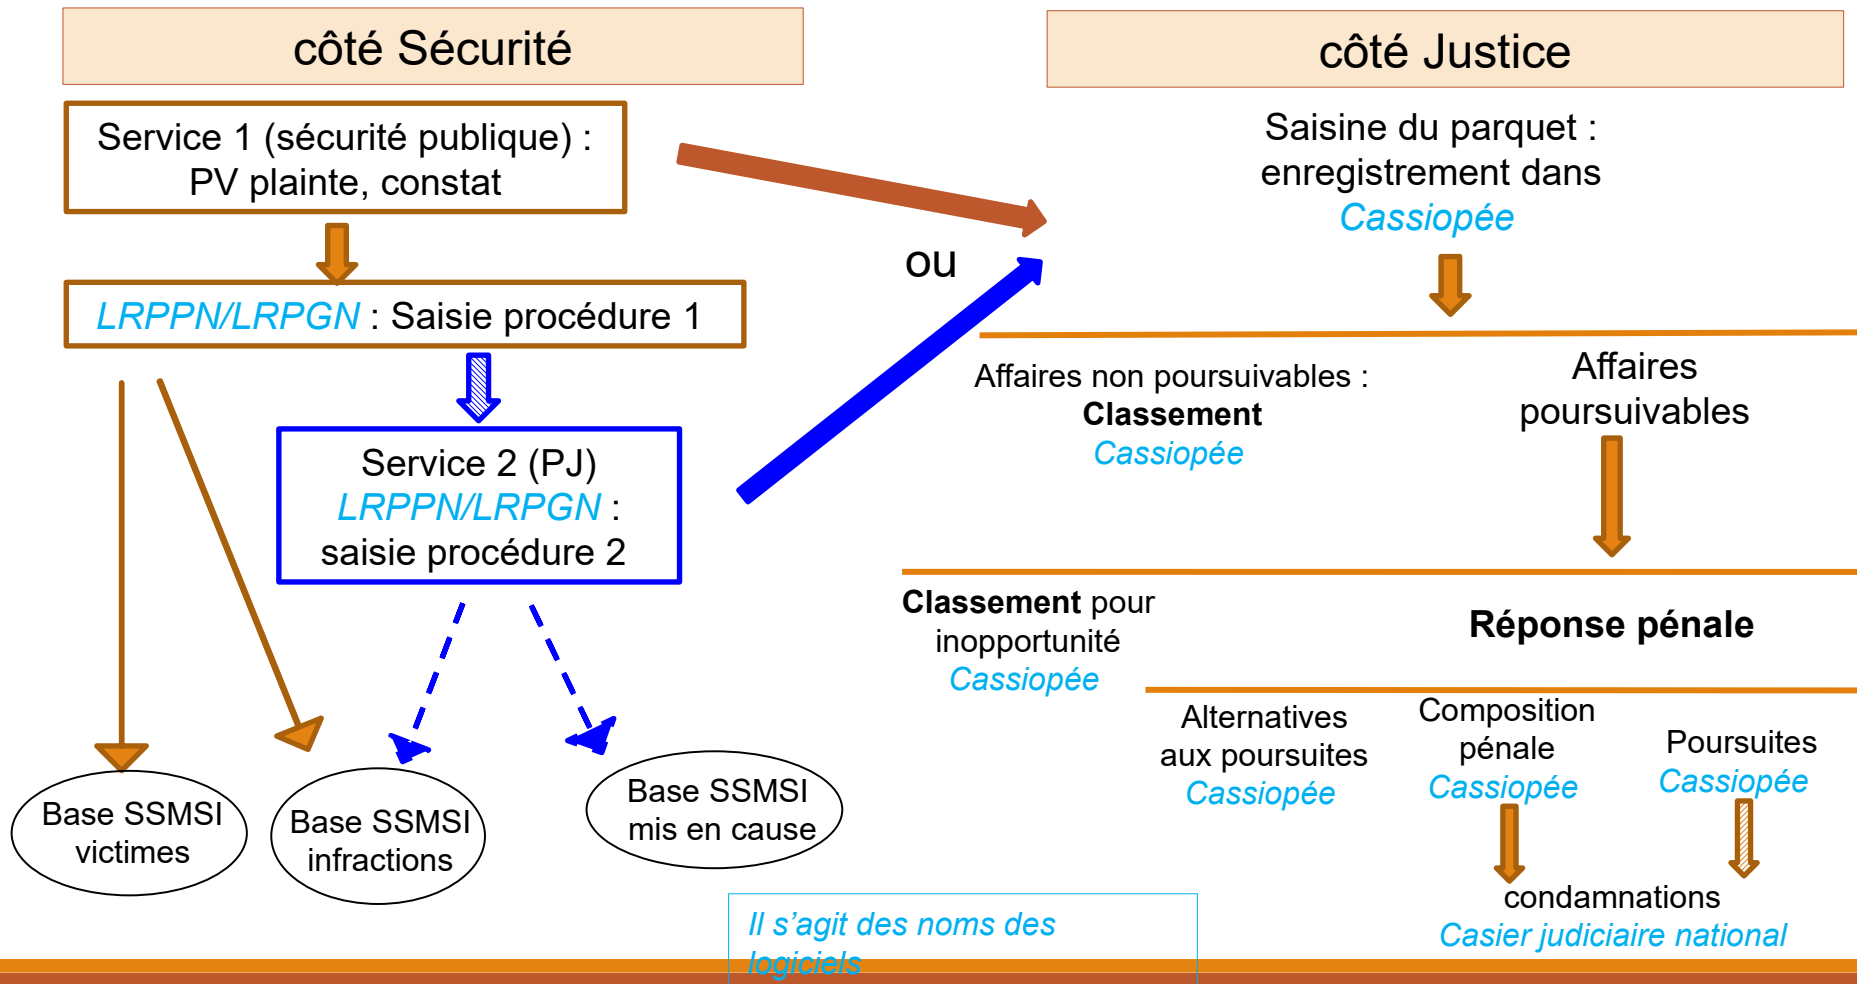 côté Sécurité
Service 1 (sécurité publique) :
PV plainte, constat
LRPPN/LRPGN : Saisie procédure 1
Service 2 (PJ)
LRPPN/LRPGN :
saisie procédure 2
Base SSMSI
victimes
Base SSMSI
infractions
Base SSMSI
mis en cause
ou
côté Justice
Saisine du parquet :
enregistrement dans
Cassiopée
Affaires non poursuivables :
Classement
Cassiopée
Affaires
poursuivables
Classement pour
inopportunité
Cassiopée
Réponse pénale
Alternatives
aux poursuites
Cassiopée
Composition
pénale
Cassiopée
Poursuites
Cassiopée
condamnations
Casier judiciaire national
Il s’agit des noms des
logiciels